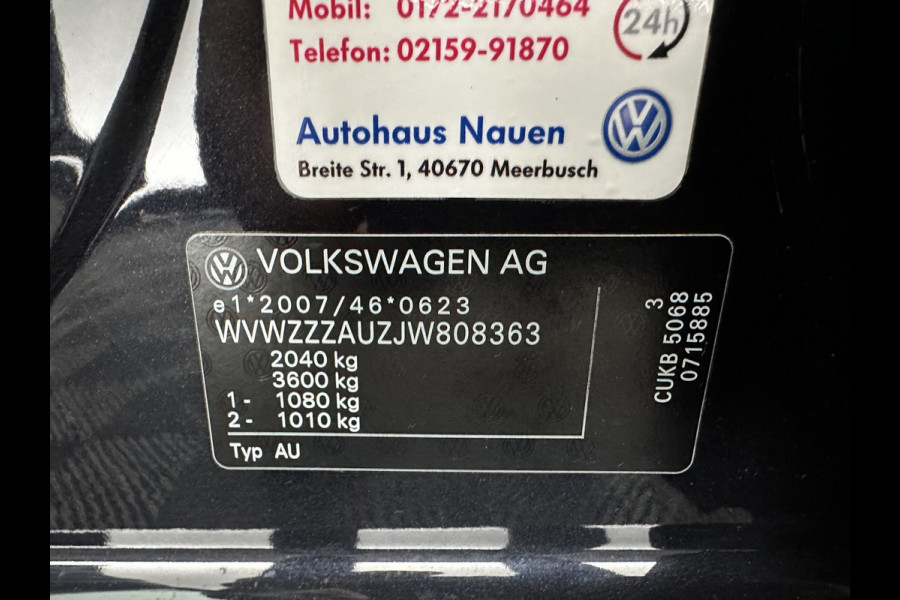 Mobil: 0172-2170464
24h
Telefon: 02159-91870
Autohaus Nauen
Breite Str. 1, 40670 Meerbusch
VOLKSWAGEN AG
e1*2007/46*0623
WVWZZZAUZJW808363
2040 kg
3600 kg
1- 1080 kg
2- 1010 kg
Typ AU
3
CUKB 5068
0715885